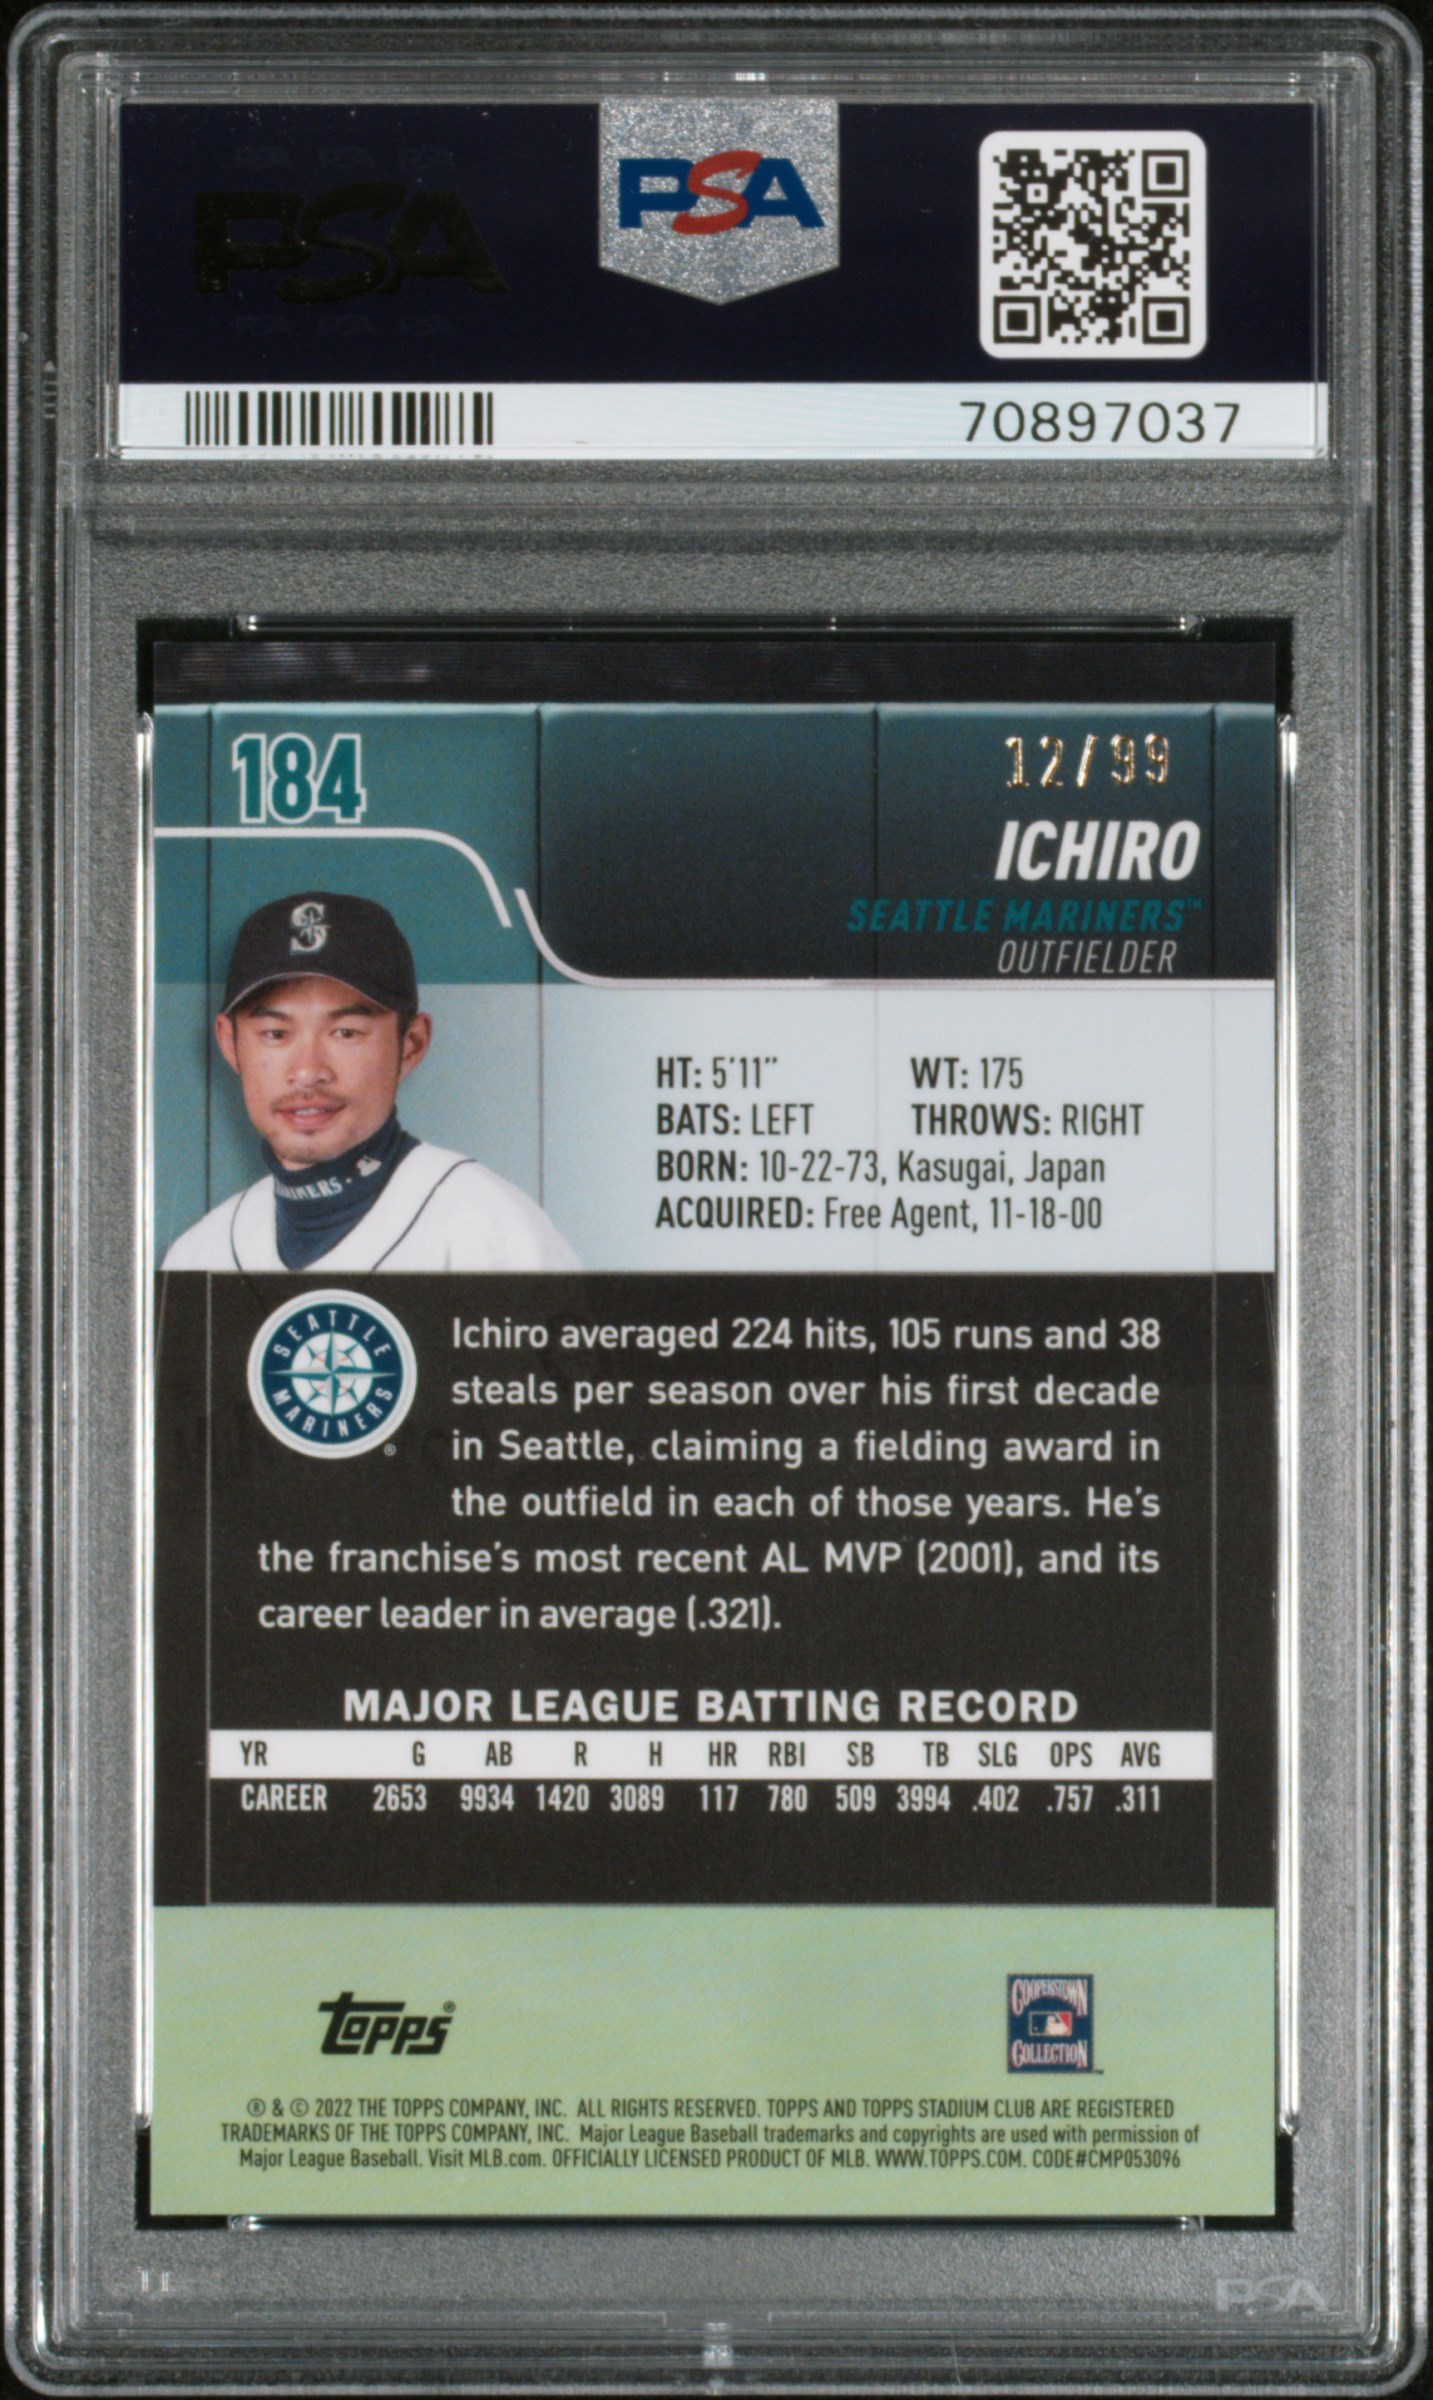 PSA
PSA
70897037
184
12/99
ICHIRO
SEATTLE MARINERS™
OUTFIELDER
HT: 5'11" WT: 175
BATS: LEFT THROWS: RIGHT
BORN: 10-22-73, Kasugai, Japan
ACQUIRED: Free Agent, 11-18-00
SEATTLE
MARINERS
®
Ichiro averaged 224 hits, 105 runs and 38
steals per season over his first decade
in Seattle, claiming a fielding award in
the outfield in each of those years. He's
the franchise's most recent AL MVP (2001), and its
career leader in average (.321).
MAJOR LEAGUE BATTING RECORD
YR G AB R H HR RBI SB TB SLG OPS AVG
CAREER 2653 9934 1420 3089 117 780 509 3994 .402 .757 .311
Topps®
COOPERSTOWN
COLLECTION™
® & © 2022 THE TOPPS COMPANY, INC. ALL RIGHTS RESERVED. TOPPS AND TOPPS STADIUM CLUB ARE REGISTERED
TRADEMARKS OF THE TOPPS COMPANY, INC. Major League Baseball trademarks and copyrights are used with permission of
Major League Baseball. Visit MLB.com. OFFICIALLY LICENSED PRODUCT OF MLB. WWW.TOPPS.COM. CODE#CMP053096
PSA